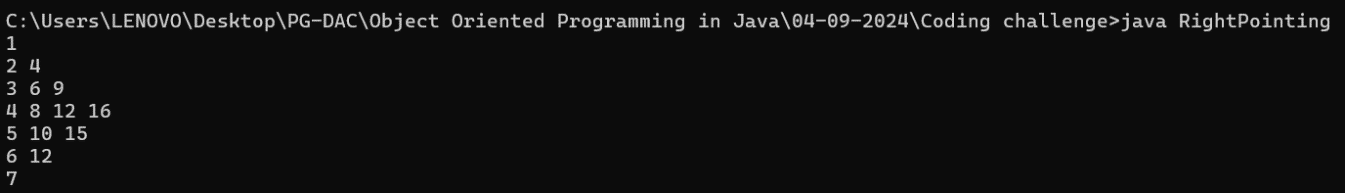 C:\Users\LENOVO\Desktop\PG-DAC\Object Oriented Programming in Java\04-09-2024\Coding challenge>java RightPointing
1
2 4
3 6 9
4 8 12 16
5 10 15
6 12
7